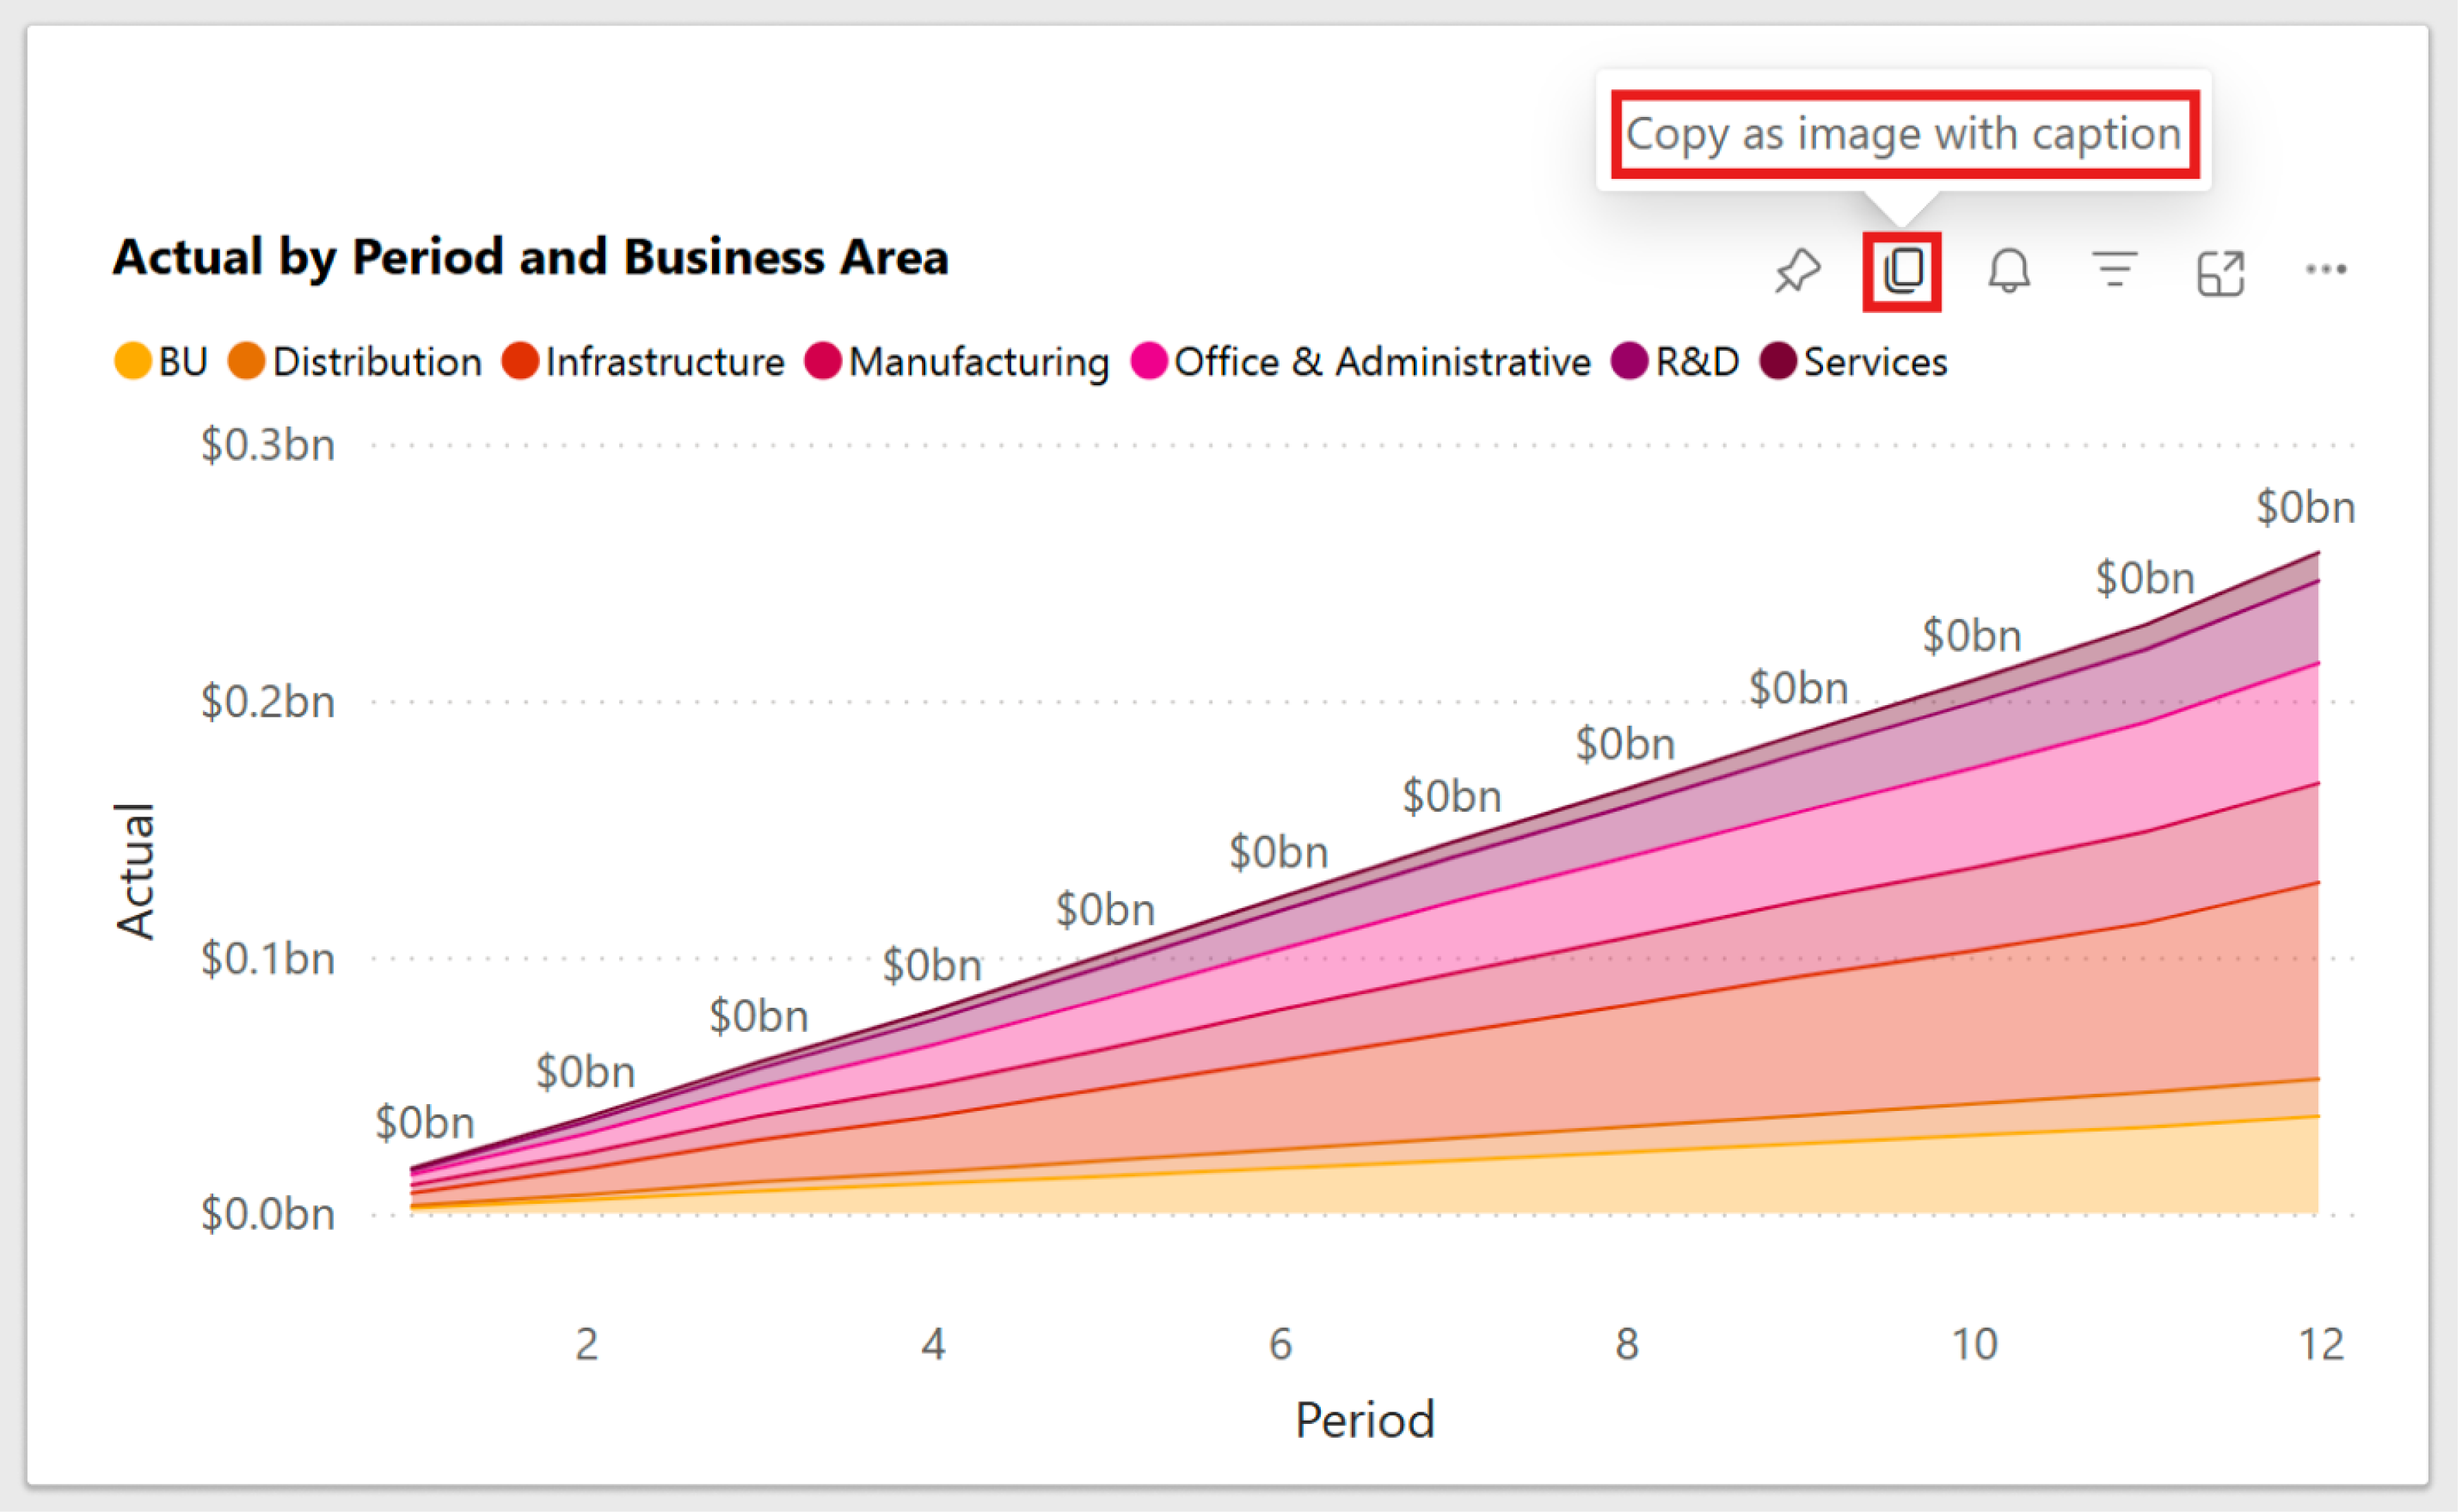 Copy as image with caption
Actual by Period and Business Area
BU Distribution Infrastructure Manufacturing Office & Administrative R&D Services
$0.3bn
$0bn
$0bn
$0bn
$0.2bn
$0bn
$0bn
$0bn
$0bn
$0bn
$0.1bn
$0bn
$0bn
$0bn
$0bn
$0.0bn
Actual
2 4 6 8 10 12
Period